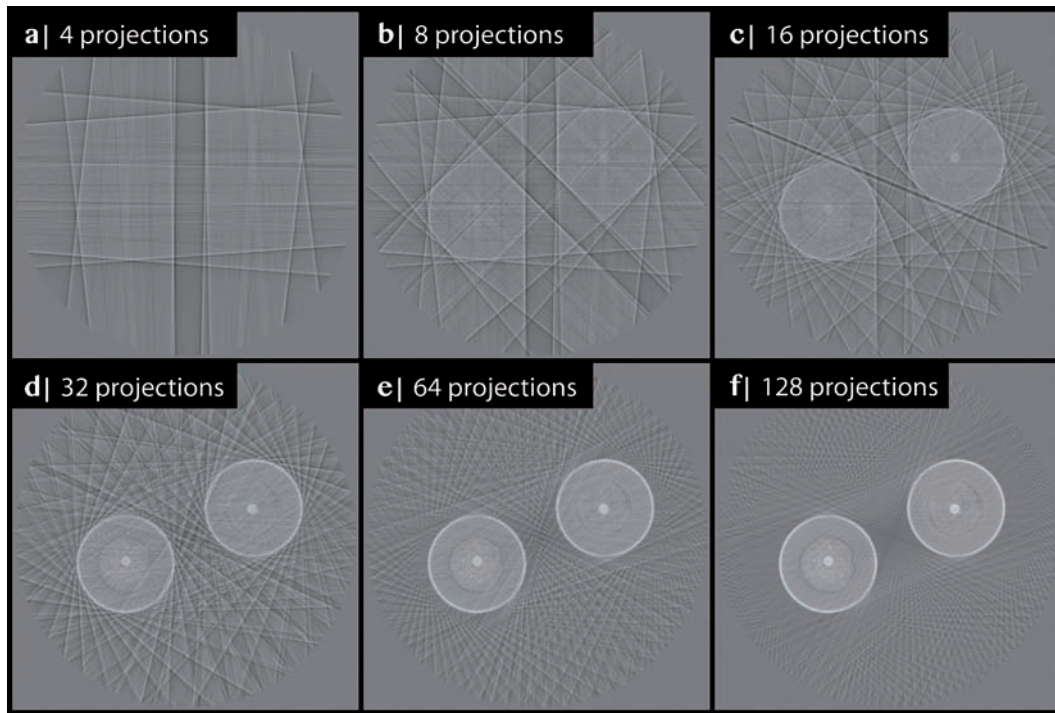 a| 4 projections
b| 8 projections
c| 16 projections
d| 32 projections
e| 64 projections
f| 128 projections